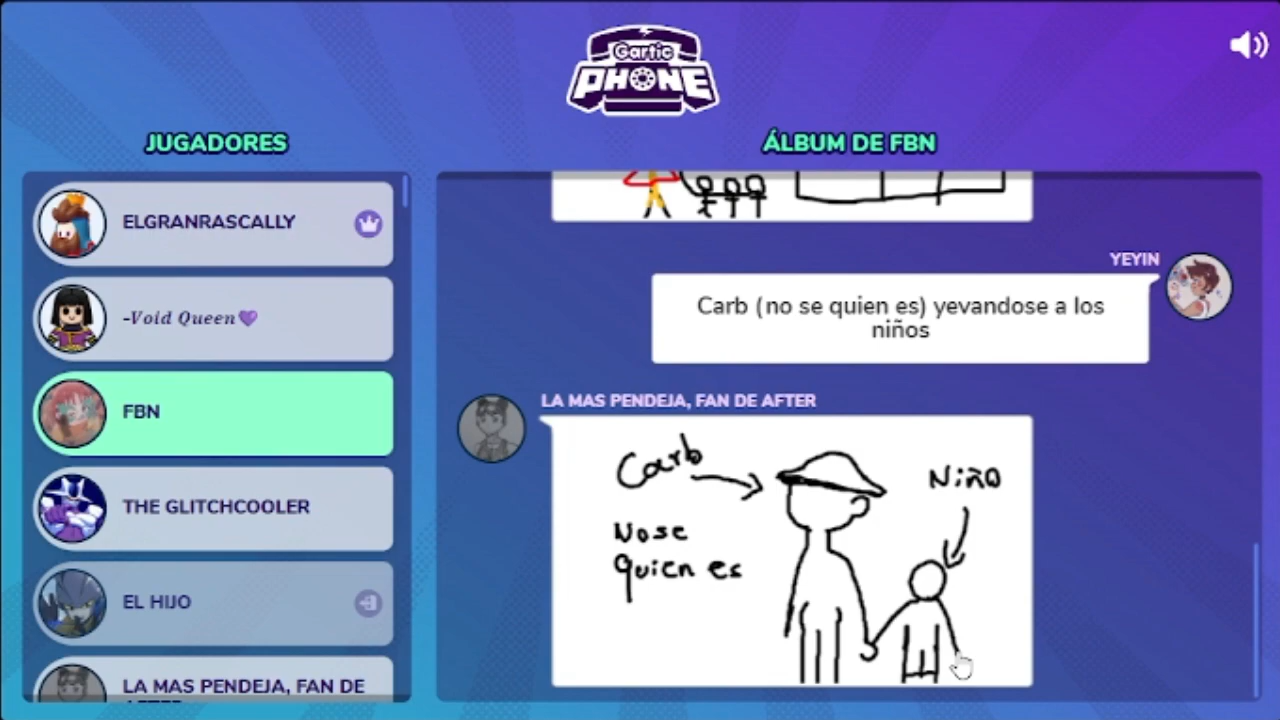 Gartic
PHONE
JUGADORES
ÁLBUM DE FBN
ELGRANRASCALLY
-Void Queen💜
FBN
THE GLITCHCOOLER
EL HIJO
LA MAS PENDEJA, FAN DE
AFTER
YEYIN
Carb (no se quien es) yevandose a los
niños
LA MAS PENDEJA, FAN DE AFTER
Carb
Niño
Nose
quien es